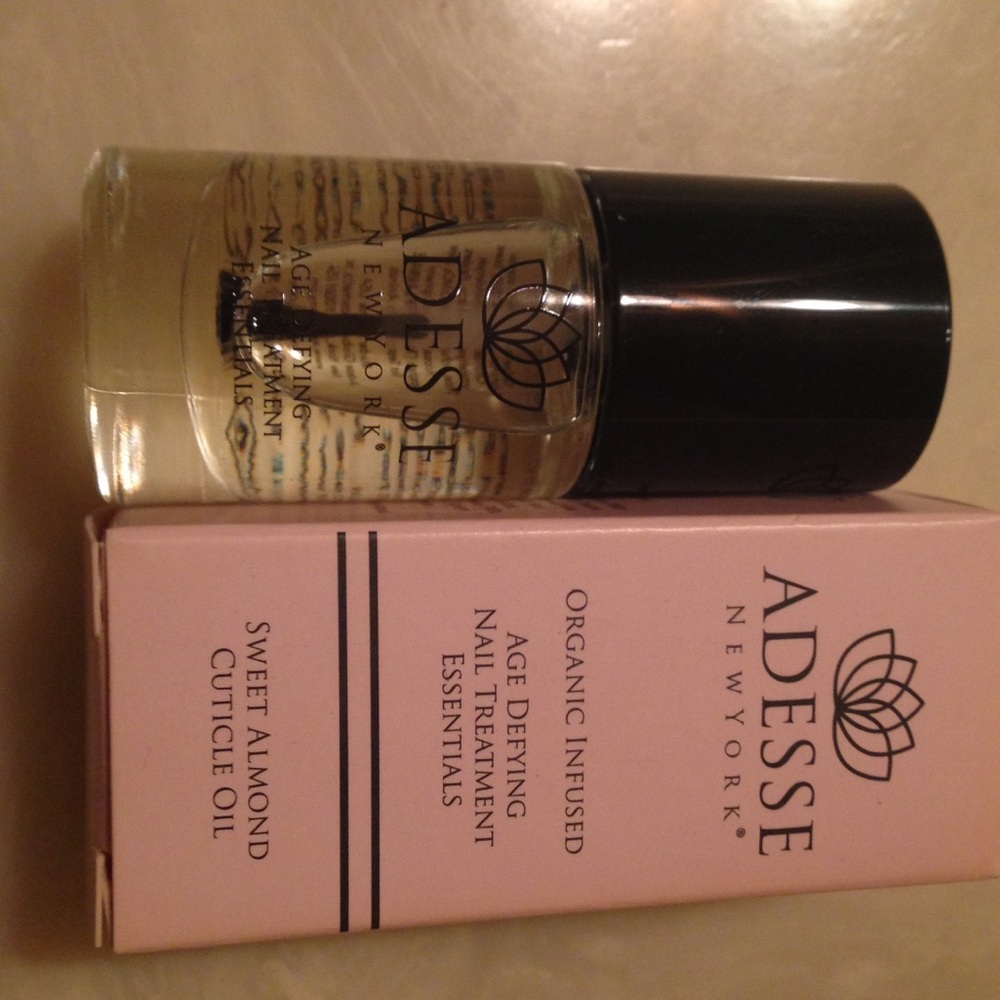 ADESSE
NEW YORK®
AGE DEFYING
NAIL TREATMENT
ESSENTIALS
ADESSE
NEW YORK®
ORGANIC INFUSED
AGE DEFYING
NAIL TREATMENT
ESSENTIALS
SWEET ALMOND
CUTICLE OIL